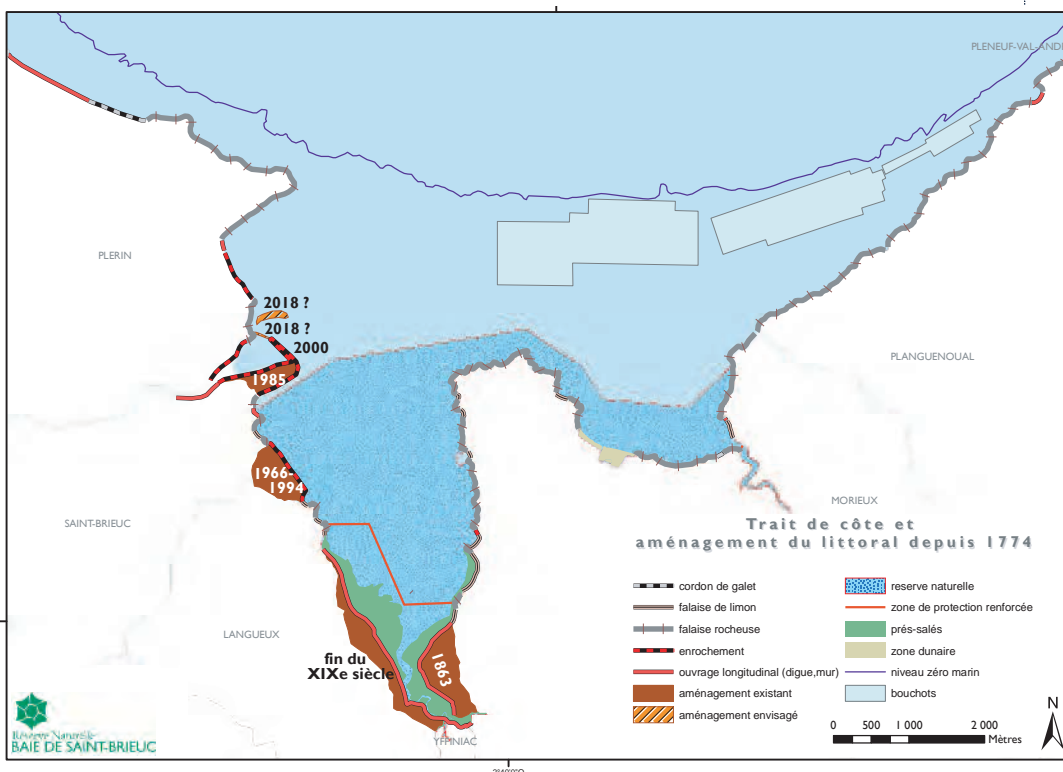 PLENEUF-VAL-ANDRE
PLERIN
2018 ?
2018 ?
2000
1985
PLANGUENOUAL
1966-
1994
SAINT-BRIEUC
MORIEUX
Trait de côte et
aménagement du littoral depuis 1774
cordon de galet
falaise de limon
falaise rocheuse
enrochement
ouvrage longitudinal (digue,mur)
aménagement existant
aménagement envisagé
reserve naturelle
zone de protection renforcée
prés-salés
zone dunaire
niveau zéro marin
bouchots
LANGUEUX
fin du
XIXe siècle
1863
YFFINIAC
Réserve Naturelle
BAIE DE SAINT-BRIEUC
0 500 1 000 2 000
Mètres
N